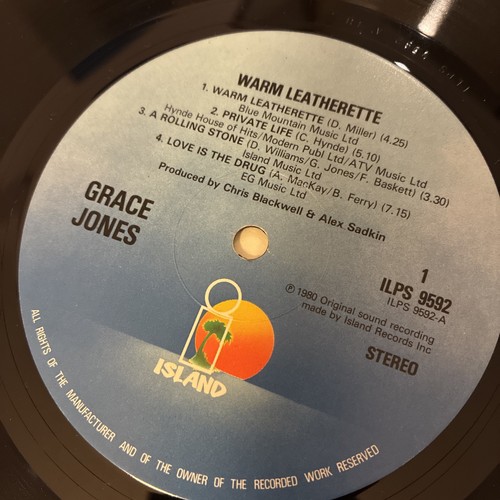 WARM LEATHERETTE
1. WARM LEATHERETTE (D. Miller) (4.25)
Blue Mountain Music Ltd
2. PRIVATE LIFE (C. Hynde) (5.10)
Hynde House of Hits/Modern Publ Ltd/ATV Music Ltd
3. A ROLLING STONE (D. Williams/G. Jones/F. Baskett) (3.30)
Island Music Ltd
4. LOVE IS THE DRUG (A. MacKay/B. Ferry) (7.15)
EG Music Ltd
Produced by Chris Blackwell & Alex Sadkin
GRACE
JONES
1
ILPS 9592
ILPS 9592-A
℗ 1980 Original sound recording
made by Island Records Inc
STEREO
ISLAND
ALL RIGHTS OF THE MANUFACTURER AND OF THE OWNER OF THE RECORDED WORK RESERVED